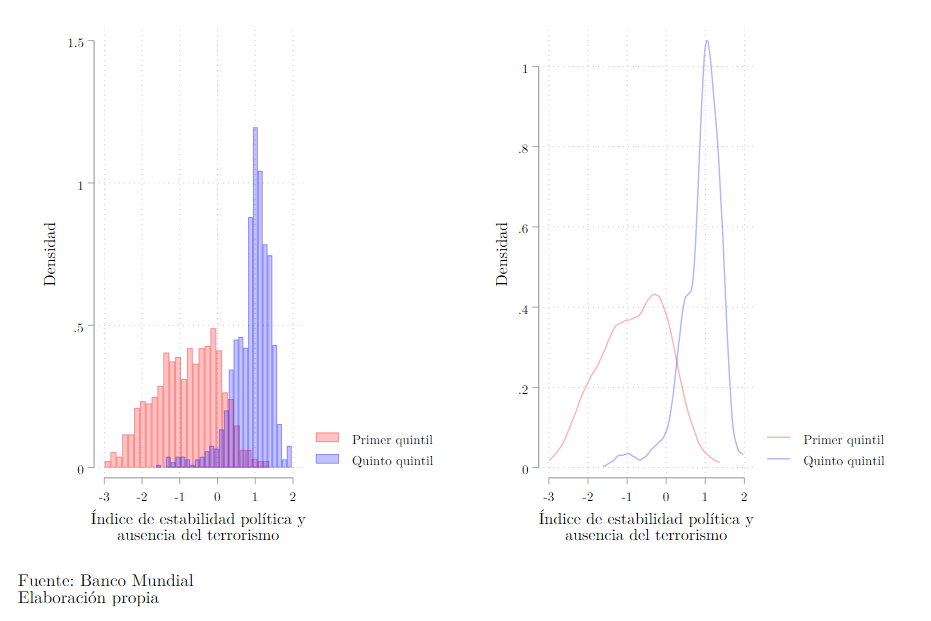 1.5
1
.5
0
Densidad
-3 -2 -1 0 1 2
Índice de estabilidad política y
ausencia del terrorismo
Primer quintil
Quinto quintil
1
.8
.6
.4
.2
0
Densidad
-3 -2 -1 0 1 2
Índice de estabilidad política y
ausencia del terrorismo
Primer quintil
Quinto quintil
Fuente: Banco Mundial
Elaboración propia